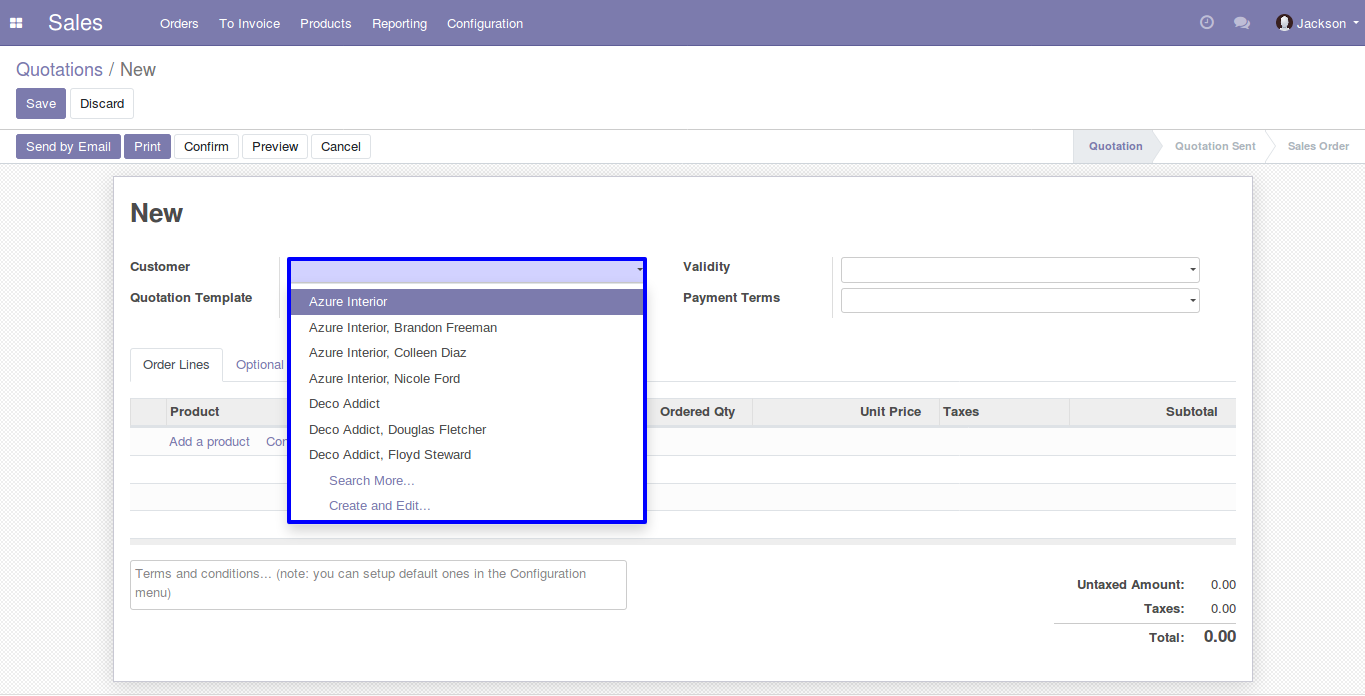 Sales Orders To Invoice Products Reporting Configuration Jackson
Quotations / New
Save Discard
Send by Email Print Confirm Preview Cancel Quotation Quotation Sent Sales Order
New
Customer Validity
Quotation Template Payment Terms
Azure Interior
Azure Interior, Brandon Freeman
Azure Interior, Colleen Diaz
Azure Interior, Nicole Ford
Deco Addict
Deco Addict, Douglas Fletcher
Deco Addict, Floyd Steward
Search More...
Create and Edit...
Order Lines Optional
Product Ordered Qty Unit Price Taxes Subtotal
Add a product
Terms and conditions... (note: you can setup default ones in the Configuration
menu)
Untaxed Amount: 0.00
Taxes: 0.00
Total: 0.00